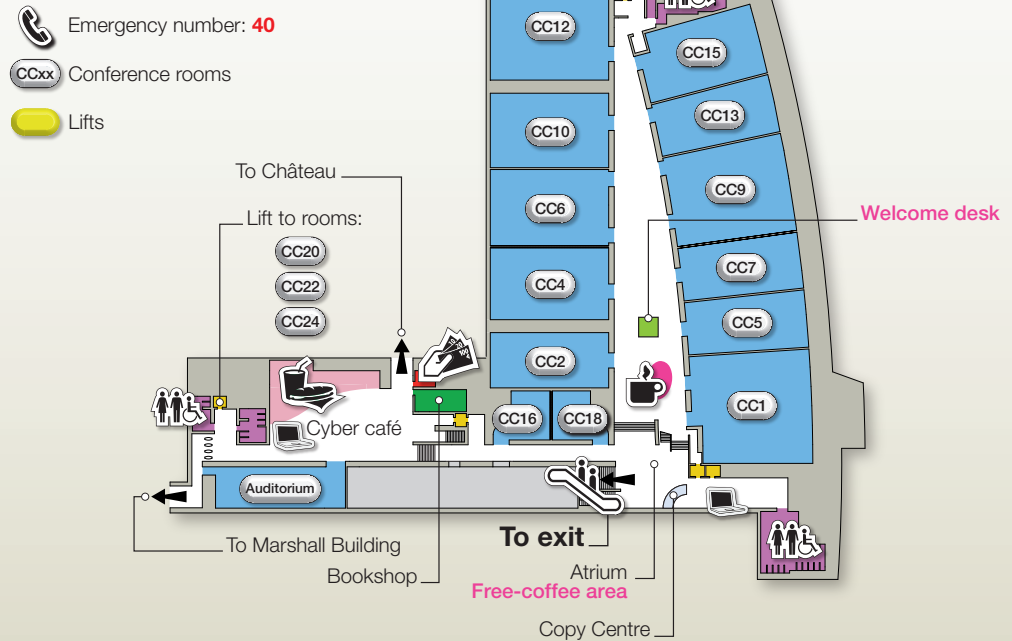 Emergency number: 40
CCxx Conference rooms
Lifts
CC12
CC15
CC13
CC10
CC9
CC6
To Château
Lift to rooms:
CC20
CC22
CC24
Welcome desk
CC7
CC4
CC5
CC2
CC1
CC16
CC18
Cyber café
Auditorium
To exit
To Marshall Building
Bookshop
Atrium
Free-coffee area
Copy Centre